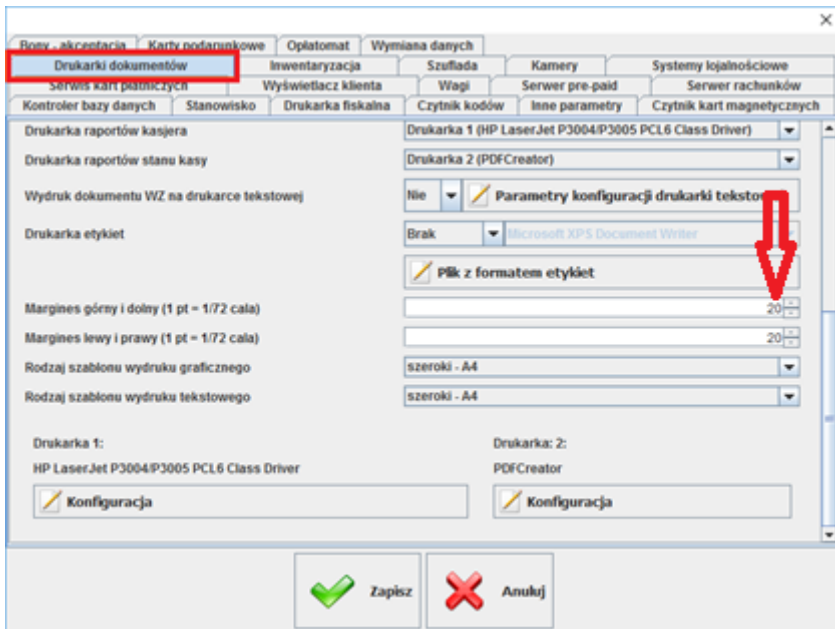 Bony - akceptacja Karty podarunkowe Opłatomat Wymiana danych
Drukarki dokumentów Inwentaryzacja Szuflada Kamery Systemy lojalnościowe
Serwis kart płatniczych Wyświetlacz klienta Wagi Serwer pre-paid Serwer rachunków
Kontroler bazy danych Stanowisko Drukarka fiskalna Czytnik kodów Inne parametry Czytnik kart magnetycznych
Drukarka raportów kasjera Drukarka 1 (HP LaserJet P3004/P3005 PCL6 Class Driver)
Drukarka raportów stanu kasy Drukarka 2 (PDFCreator)
Wydruk dokumentu WZ na drukarce tekstowej Nie Parametry konfiguracji drukarki
Drukarka etykiet Brak Microsoft XPS Document Writer
Plik z formatem etykiet
Margines górny i dolny (1 pt = 1/72 cala) 20
Margines lewy i prawy (1 pt = 1/72 cala) 20
Rodzaj szablonu wydruku graficznego szeroki - A4
Rodzaj szablonu wydruku tekstowego szeroki - A4
Drukarka 1: Drukarka: 2:
HP LaserJet P3004/P3005 PCL6 Class Driver PDFCreator
Konfiguracja Konfiguracja
Zapisz Anuluj